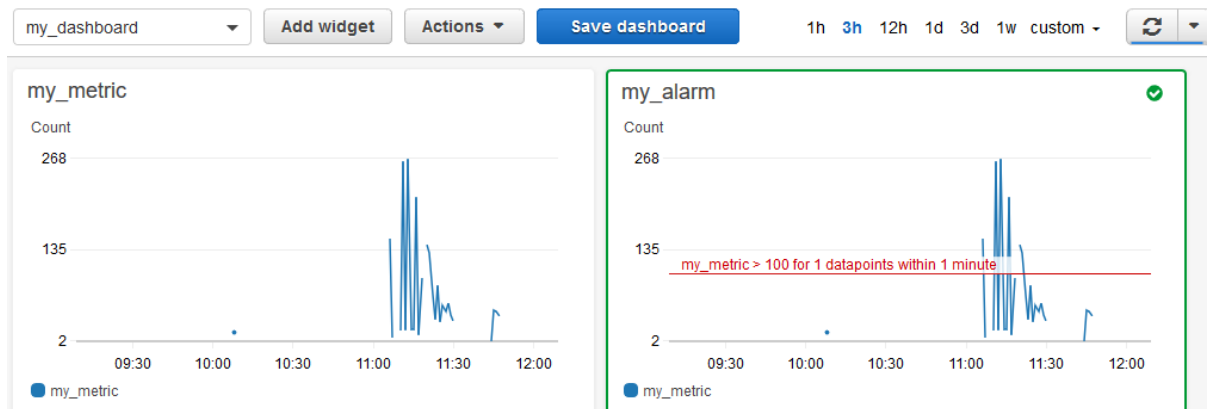 my_dashboard Add widget Actions Save dashboard 1h 3h 12h 1d 3d 1w custom
my_metric
Count
268
135
2
09:30 10:00 10:30 11:00 11:30 12:00
my_metric
my_alarm
Count
268
135
my_metric > 100 for 1 datapoints within 1 minute
2
09:30 10:00 10:30 11:00 11:30 12:00
my_metric